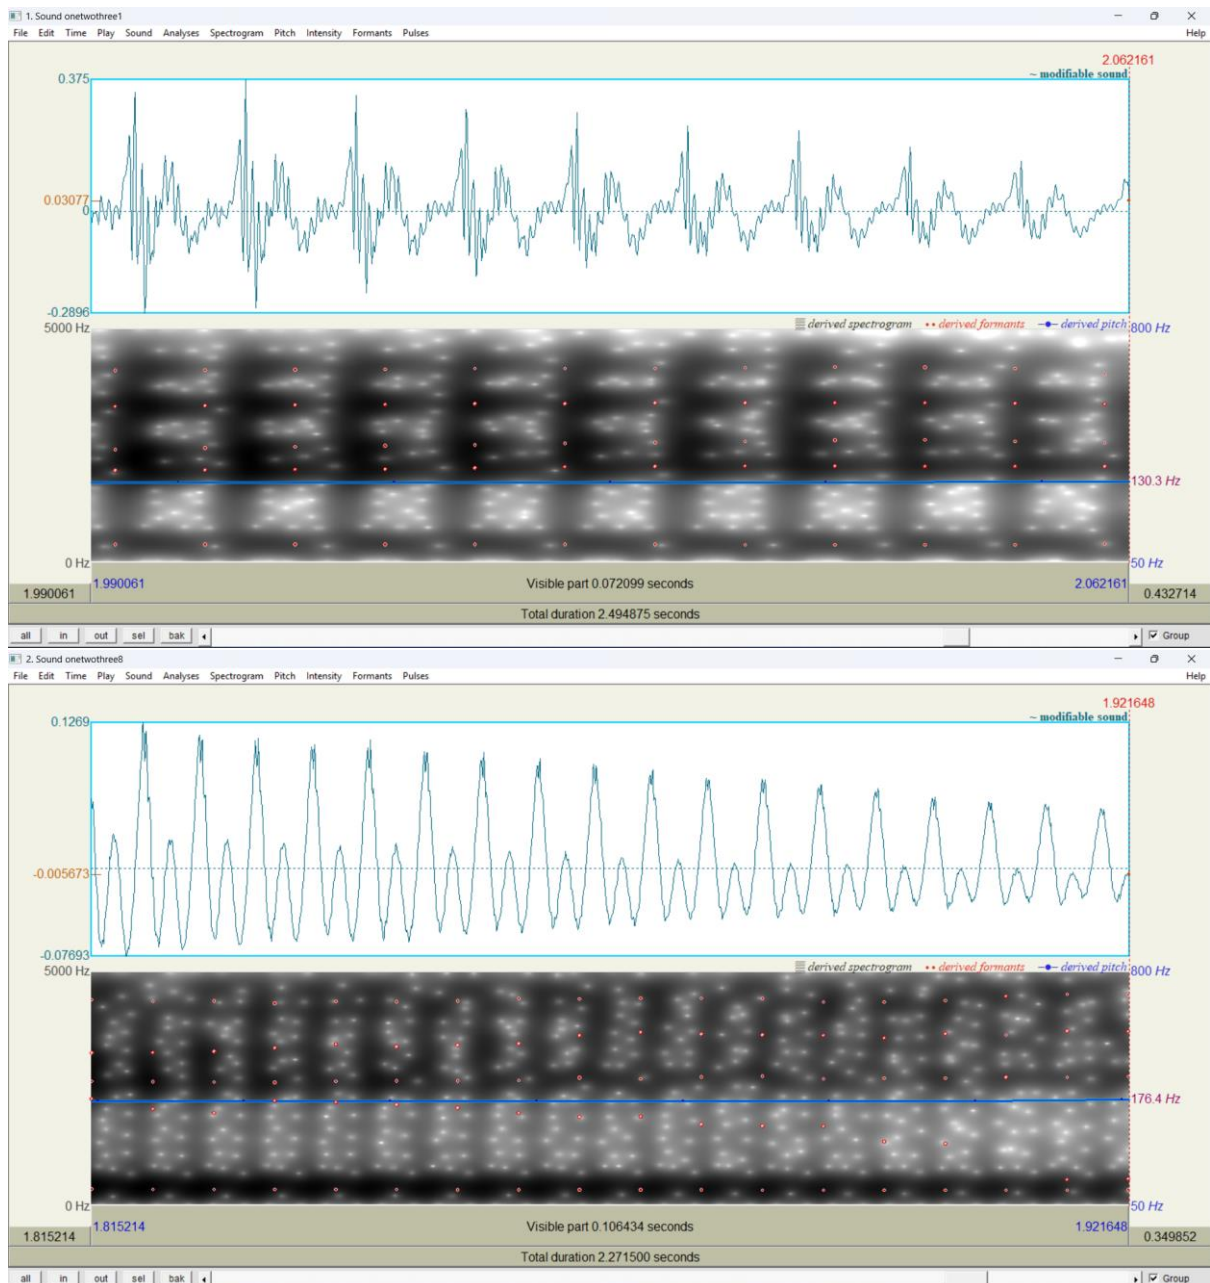 1. Sound onetwothree1
File Edit Time Play Sound Analyses Spectrogram Pitch Intensity Formants Pulses Help
2.062161
0.375
~ modifiable sound
0.03077
0
-0.2896
5000 Hz
derived spectrogram derived formants derived pitch
800 Hz
130.3 Hz
0 Hz
50 Hz
1.990061
1.990061 Visible part 0.072099 seconds 2.062161
0.432714
Total duration 2.494875 seconds
all in out sel bak Group
2. Sound onetwothree8
File Edit Time Play Sound Analyses Spectrogram Pitch Intensity Formants Pulses Help
1.921648
0.1269
~ modifiable sound
-0.005673
-0.07693
5000 Hz
derived spectrogram derived formants derived pitch
800 Hz
176.4 Hz
0 Hz
50 Hz
1.815214
1.815214 Visible part 0.106434 seconds 1.921648
0.349852
Total duration 2.271500 seconds
all in out sel bak Group